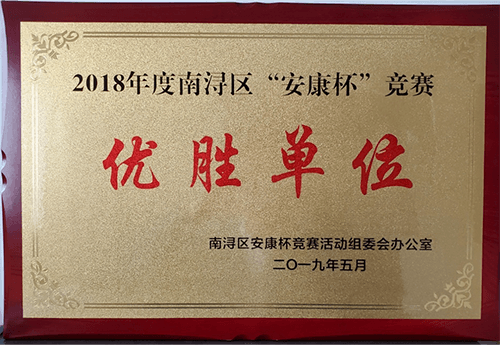 2018年度南浔区“安康杯”竞赛
优胜单位
南浔区安康杯竞赛活动组委会办公室
二〇一九年五月